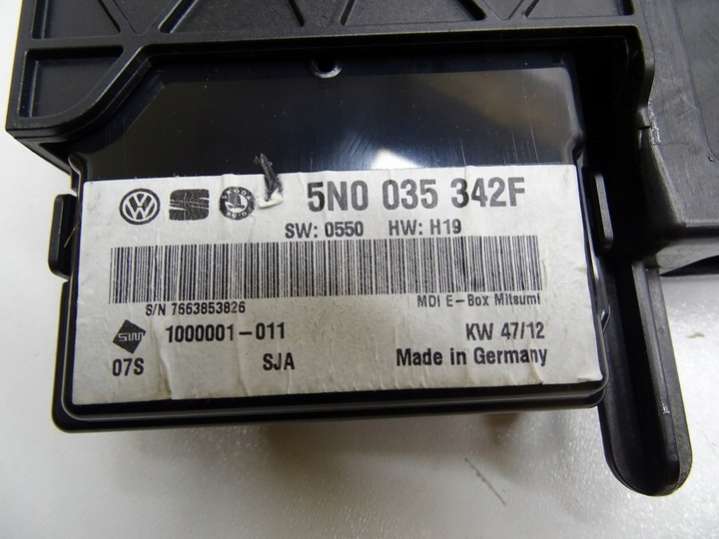 5N0 035 342F
SW: 0550 HW: H19
S/N 7663853826 MDI E-Box Mitsumi
1000001-011 KW 47/12
07S SJA Made in Germany